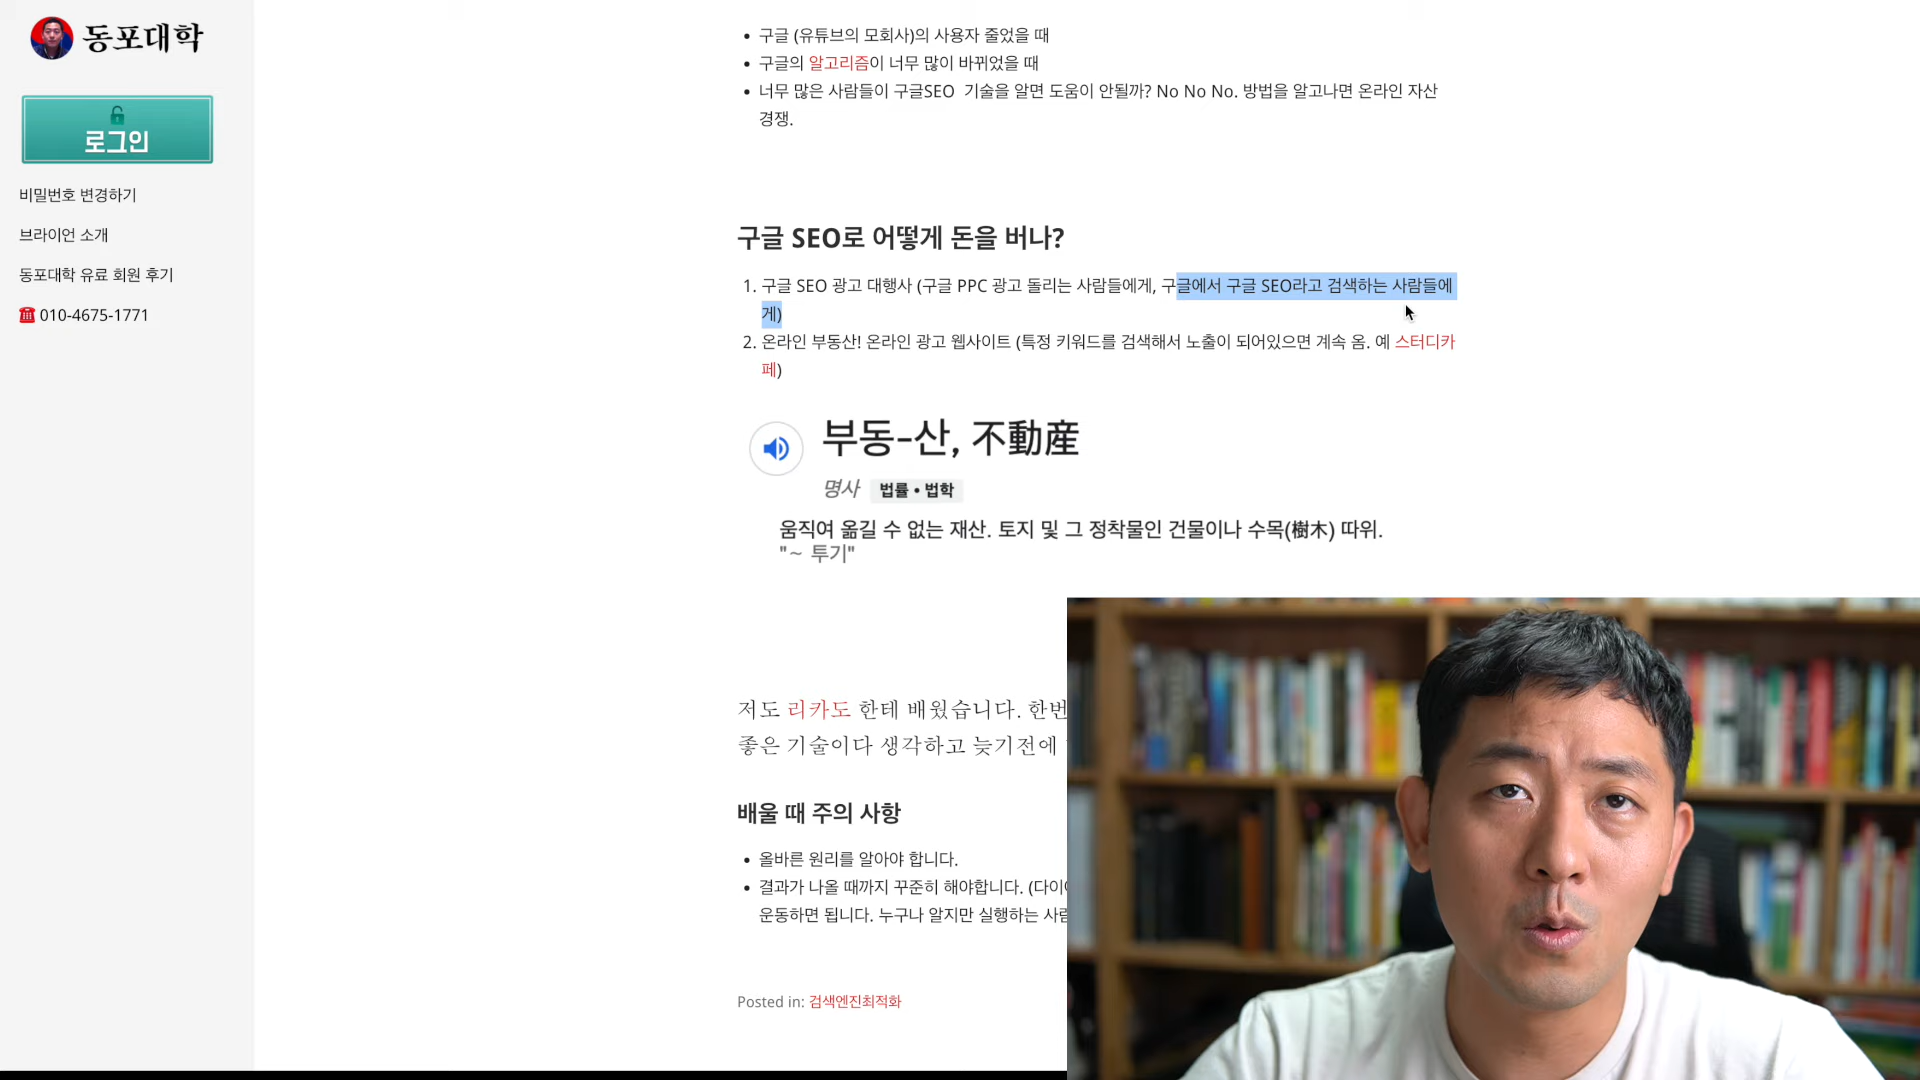 동포대학
로그인
비밀번호 변경하기
브라이언 소개
동포대학 유료 회원 후기
010-4675-1771
구글 (유튜브의 모회사)의 사용자 줄었을 때
구글의 알고리즘이 너무 많이 바뀌었을 때
너무 많은 사람들이 구글SEO 기술을 알면 도움이 안될까? No No No. 방법을 알고나면 온라인 자산
경쟁.
구글 SEO로 어떻게 돈을 버나?
1. 구글 SEO 광고 대행사 (구글 PPC 광고 돌리는 사람들에게, 구글에서 구글 SEO라고 검색하는 사람들에
게)
2. 온라인 부동산! 온라인 광고 웹사이트 (특정 키워드를 검색해서 노출이 되어있으면 계속 옴. 예 스터디카
페)
부동-산, 不動産
명사 법률 • 법학
움직여 옮길 수 없는 재산. 토지 및 그 정착물인 건물이나 수목(樹木) 따위.
"~ 투기"
저도 리카도 한테 배웠습니다. 한번
좋은 기술이다 생각하고 늦기전에
배울 때 주의 사항
올바른 원리를 알아야 합니다.
결과가 나올 때까지 꾸준히 해야합니다. (다이
운동하면 됩니다. 누구나 알지만 실행하는 사람
Posted in: 검색엔진최적화